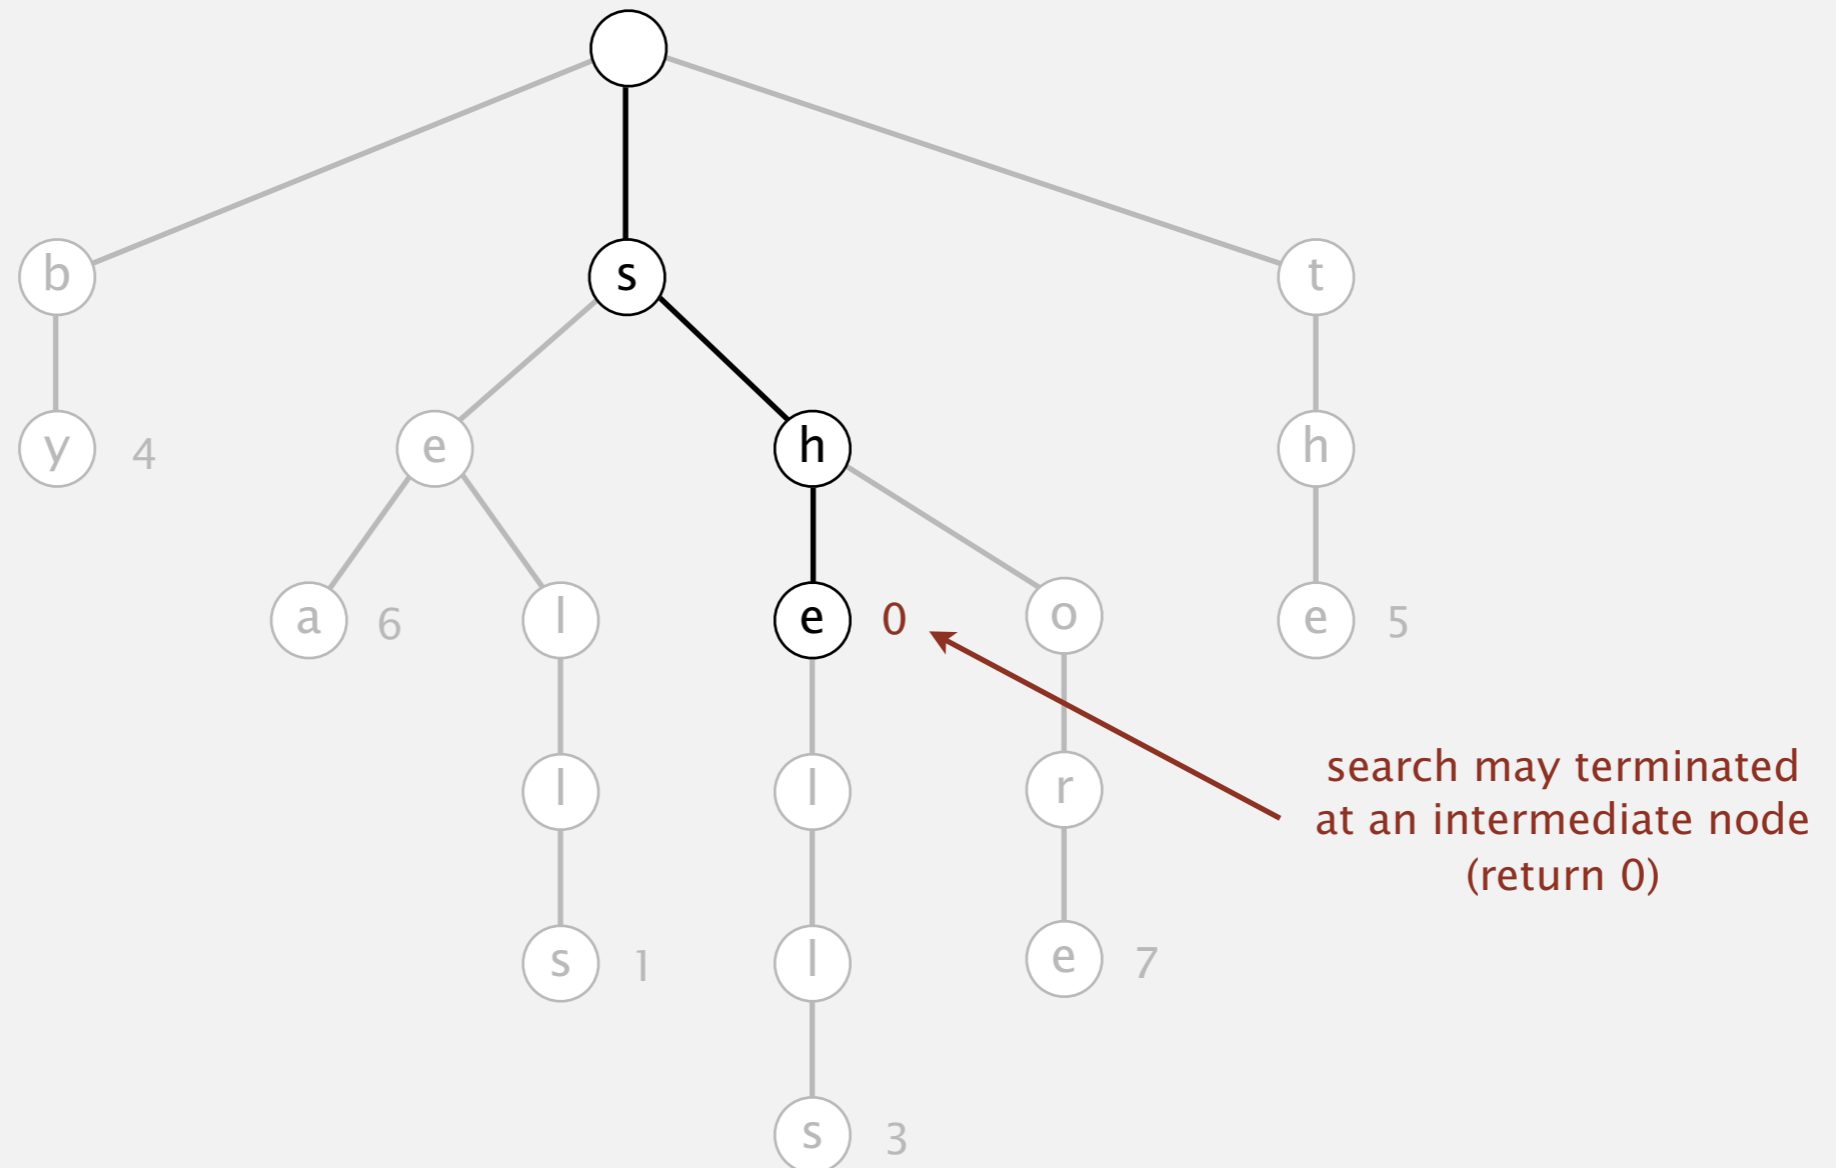 b s t
y 4 e h h
a 6 l e 0 o e 5
search may terminated
at an intermediate node
(return 0)
l l r
s 1 l e 7
s 3